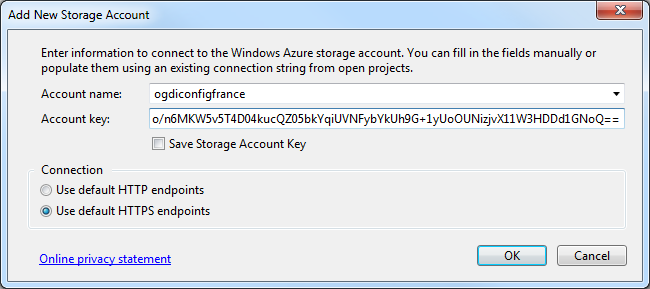 Add New Storage Account
Enter information to connect to the Windows Azure storage account. You can fill in the fields manually or
populate them using an existing connection string from open projects.
Account name: ogdiconfigfrance
Account key: o/n6MKW5v5T4D04kucQZ05bkYqiUVNFybYkUh9G+1yUoOUNizjvX11W3HDDd1GNoQ==
Save Storage Account Key
Connection
Use default HTTP endpoints
Use default HTTPS endpoints
Online privacy statement
OK
Cancel